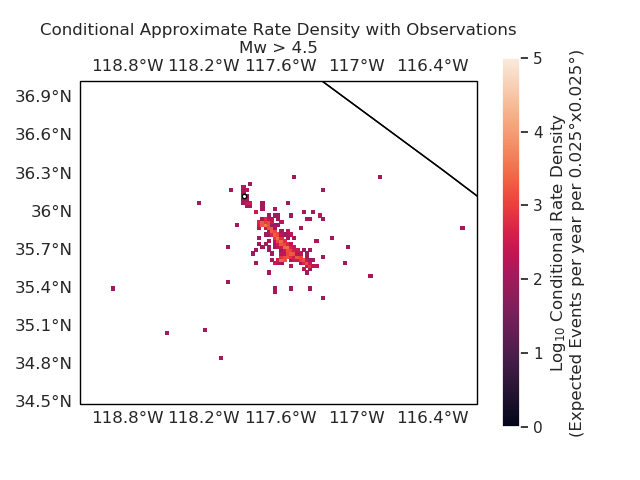 Conditional Approximate Rate Density with Observations
Mw > 4.5
118.8°W 118.2°W 117.6°W 117°W 116.4°W
36.9°N
36.6°N
36.3°N
36°N
35.7°N
35.4°N
35.1°N
34.8°N
34.5°N
118.8°W 118.2°W 117.6°W 117°W 116.4°W
5
4
3
2
1
0
Log₁₀ Conditional Rate Density
(Expected Events per year per 0.025°x0.025°)